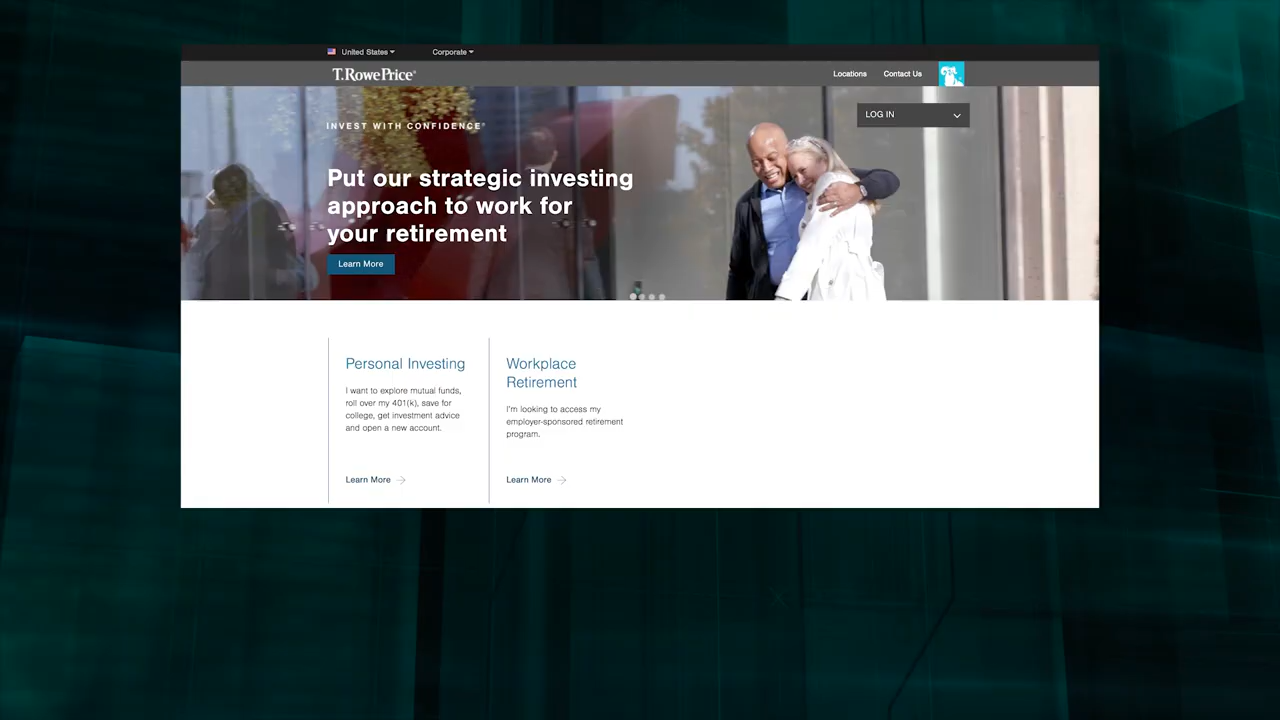 United States
Corporate
T.RowePrice®
Locations
Contact Us
LOG IN
INVEST WITH CONFIDENCE®
Put our strategic investing
approach to work for
your retirement
Learn More
Personal Investing
I want to explore mutual funds,
roll over my 401(k), save for
college, get investment advice
and open a new account.
Learn More
Workplace
Retirement
I'm looking to access my
employer-sponsored retirement
program.
Learn More